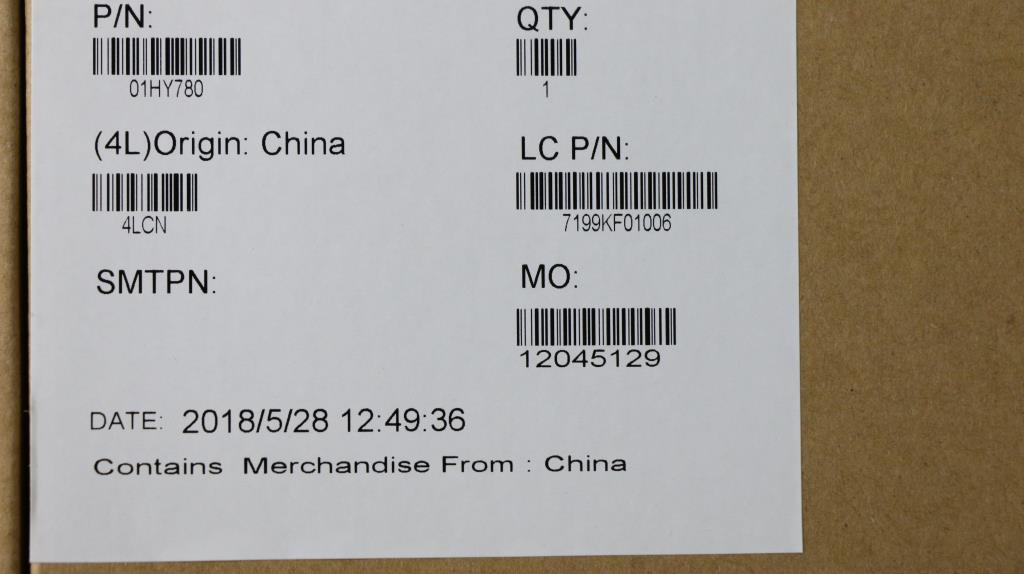 P/N:
QTY:
01HY780
1
(4L)Origin: China
LC P/N:
4LCN
7199KF01006
SMTPN:
MO:
12045129
DATE: 2018/5/28 12:49:36
Contains Merchandise From : China